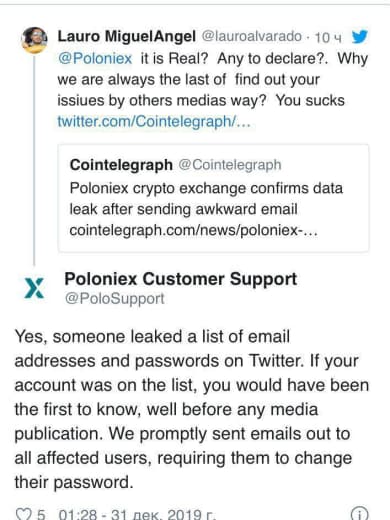 Lauro MiguelAngel @lauroalvarado · 10 ч
@Poloniex it is Real? Any to declare?. Why
we are always the last of find out your
issiues by others medias way? You sucks
twitter.com/Cointelegraph/...
Cointelegraph @Cointelegraph
Poloniex crypto exchange confirms data
leak after sending awkward email
cointelegraph.com/news/poloniex-...
Poloniex Customer Support
@PoloSupport
Yes, someone leaked a list of email
addresses and passwords on Twitter. If your
account was on the list, you would have been
the first to know, well before any media
publication. We promptly sent emails out to
all affected users, requiring them to change
their password.
5 01:28 - 31 дек. 2019 г.